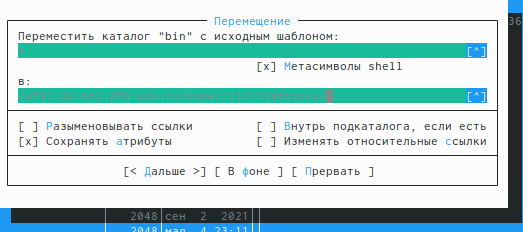 Перемещение
Переместить каталог "bin" с исходным шаблоном:
[^]
[x] Метасимволы shell
в:
[^]
[ ] Разыменовывать ссылки [ ] Внутрь подкаталога, если есть
[x] Сохранять атрибуты [ ] Изменять относительные ссылки
[< Дальше >] [ В фоне ] [ Прервать ]
36
2048 сен 2 2021
2048 мая 4 23:11